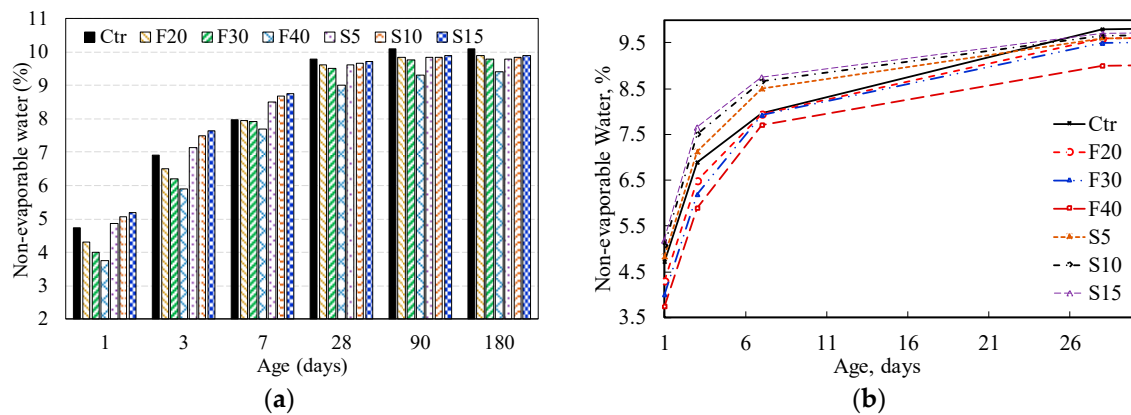 11
10
9
8
7
6
5
4
3
2
Non-evaporable water (%)
Ctr F20 F30 F40 S5 S10 S15
1 3 7 28 90 180
Age (days)
(a)
9.5
8.5
7.5
6.5
5.5
4.5
3.5
Non-evaporable Water, %
Ctr
F20
F30
F40
S5
S10
S15
1 6 11 16 21 26
Age, days
(b)